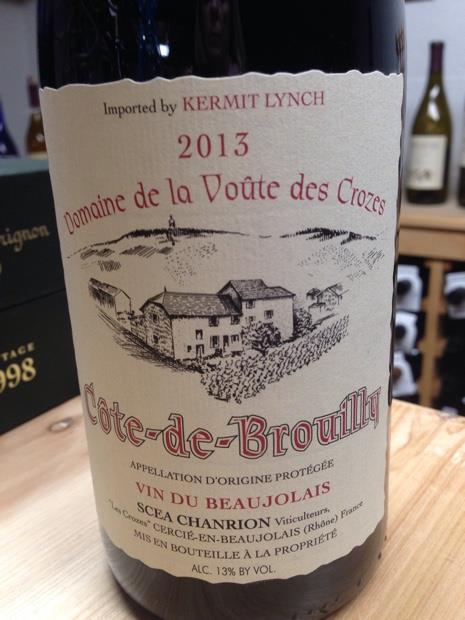 Imported by KERMIT LYNCH
2013
Domaine de la Voûte des Crozes
Côte-de-Brouilly
APPELLATION D'ORIGINE PROTÉGÉE
VIN DU BEAUJOLAIS
SCEA CHANRION Viticulteurs,
"Les Crozes" CERCIÉ-EN-BEAUJOLAIS (Rhône) France
MIS EN BOUTEILLE À LA PROPRIÉTÉ
ALC. 13% BY VOL.
998